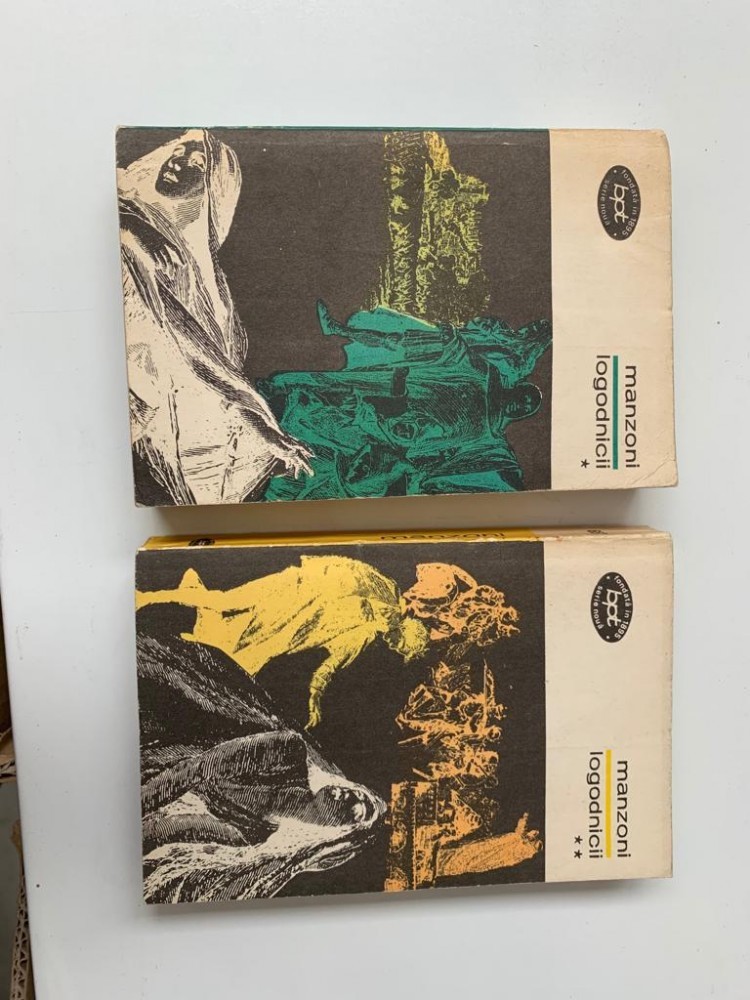 fondată în 1895
bpt
serie nouă
manzoni
logodnicii
*
manzoni
fondată în 1895
bpt
serie nouă
manzoni
logodnicii
**